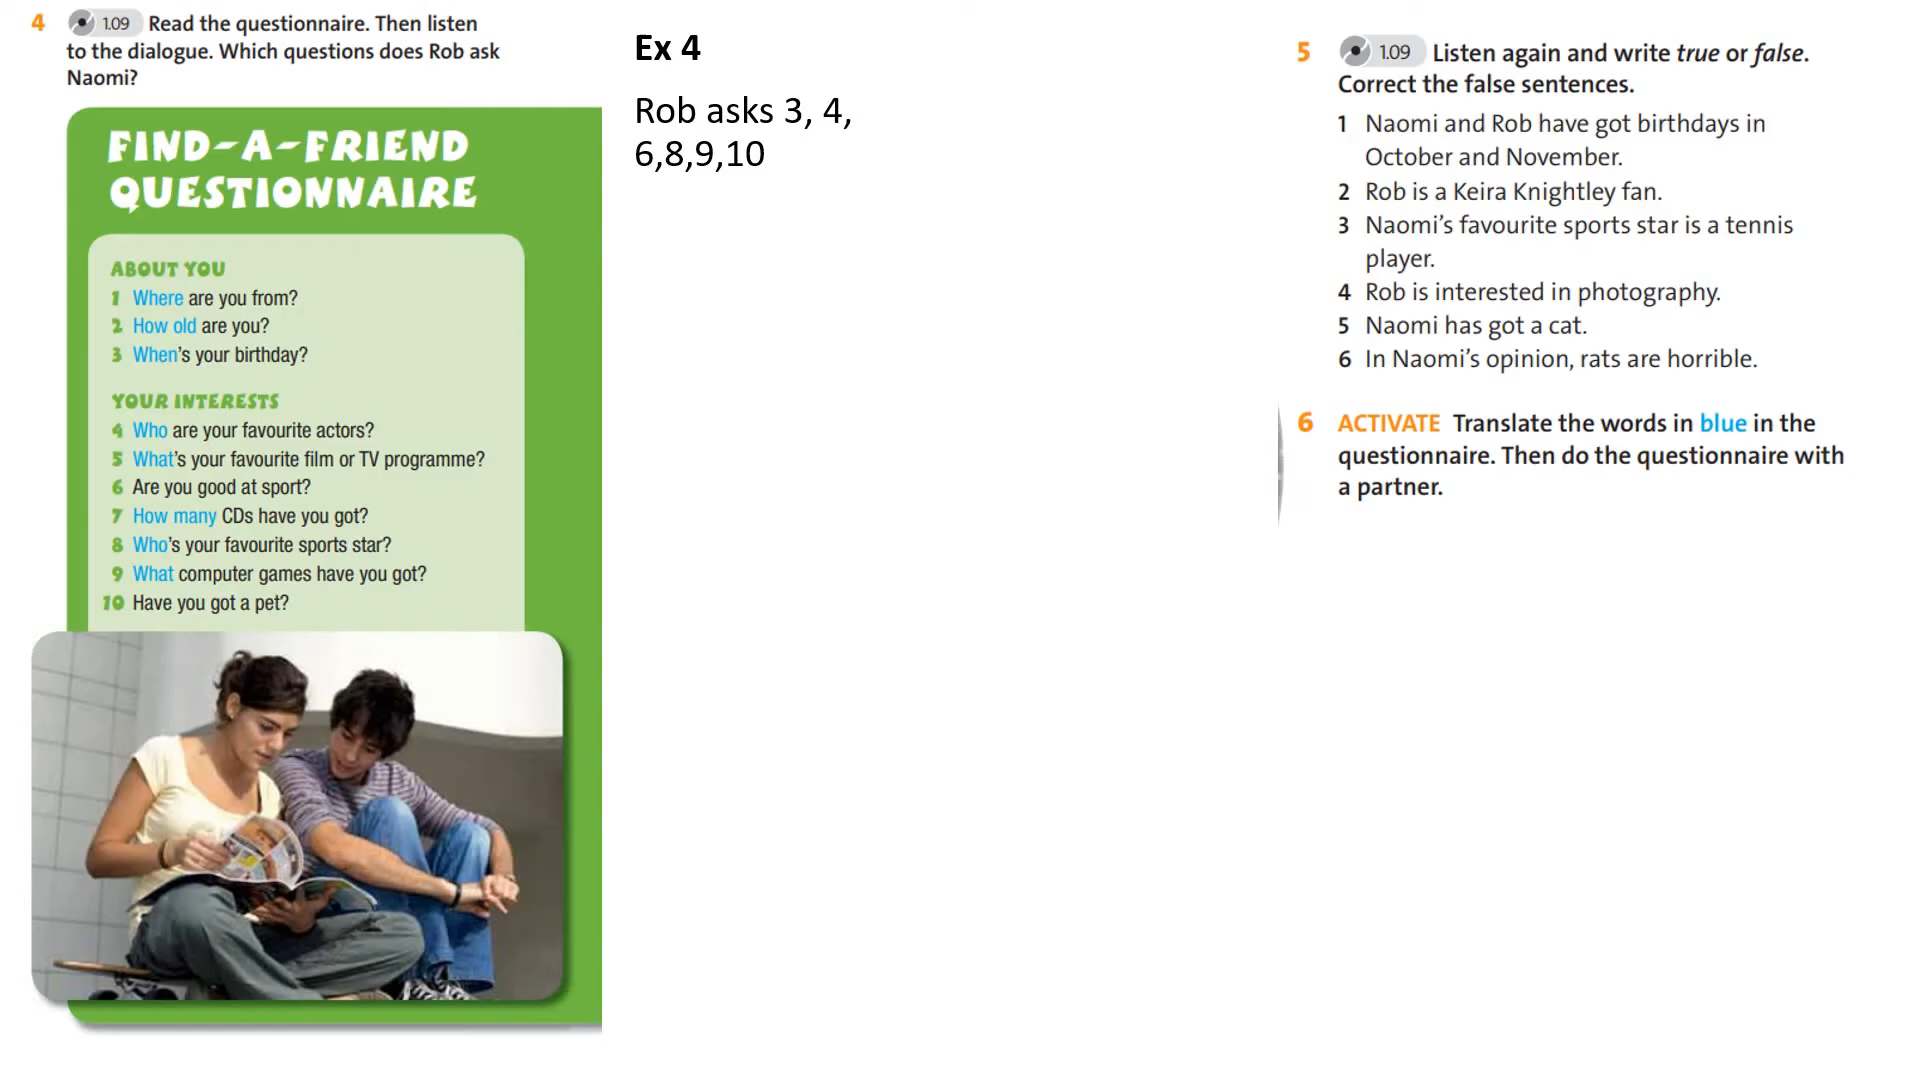 4 1.09 Read the questionnaire. Then listen
to the dialogue. Which questions does Rob ask
Naomi?
FIND-A-FRIEND
QUESTIONNAIRE
ABOUT YOU
1 Where are you from?
2 How old are you?
3 When's your birthday?
YOUR INTERESTS
4 Who are your favourite actors?
5 What's your favourite film or TV programme?
6 Are you good at sport?
7 How many CDs have you got?
8 Who's your favourite sports star?
9 What computer games have you got?
10 Have you got a pet?
Ex 4
Rob asks 3, 4,
6,8,9,10
5 1.09 Listen again and write true or false.
Correct the false sentences.
1 Naomi and Rob have got birthdays in
October and November.
2 Rob is a Keira Knightley fan.
3 Naomi's favourite sports star is a tennis
player.
4 Rob is interested in photography.
5 Naomi has got a cat.
6 In Naomi's opinion, rats are horrible.
6 ACTIVATE Translate the words in blue in the
questionnaire. Then do the questionnaire with
a partner.